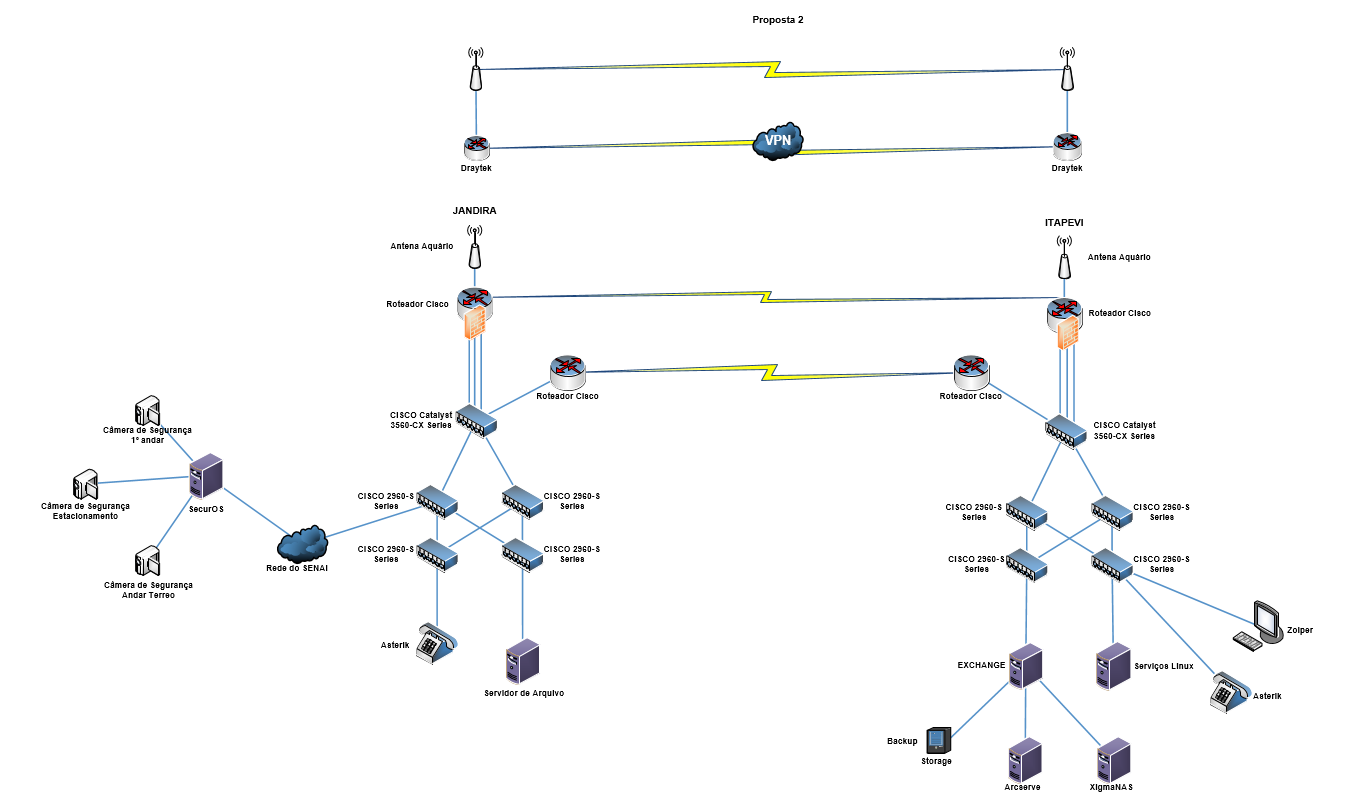 Proposta 2
VPN
Draytek
Draytek
JANDIRA
ITAPEVI
Antena Aquário
Antena Aquário
Roteador Cisco
Roteador Cisco
Roteador Cisco
Roteador Cisco
CISCO Catalyst
3560-CX Series
CISCO Catalyst
3560-CX Series
Câmera de Segurança
1º andar
Câmera de Segurança
Estacionamento
SecurOS
Câmera de Segurança
Andar Terreo
Rede do SENAI
CISCO 2960-S
Series
CISCO 2960-S
Series
CISCO 2960-S
Series
CISCO 2960-S
Series
CISCO 2960-S
Series
CISCO 2960-S
Series
CISCO 2960-S
Series
CISCO 2960-S
Series
Asterik
Servidor de Arquivo
EXCHANGE
Serviços Linux
Zoiper
Asterik
Backup
Storage
Arcserve
XigmaNAS